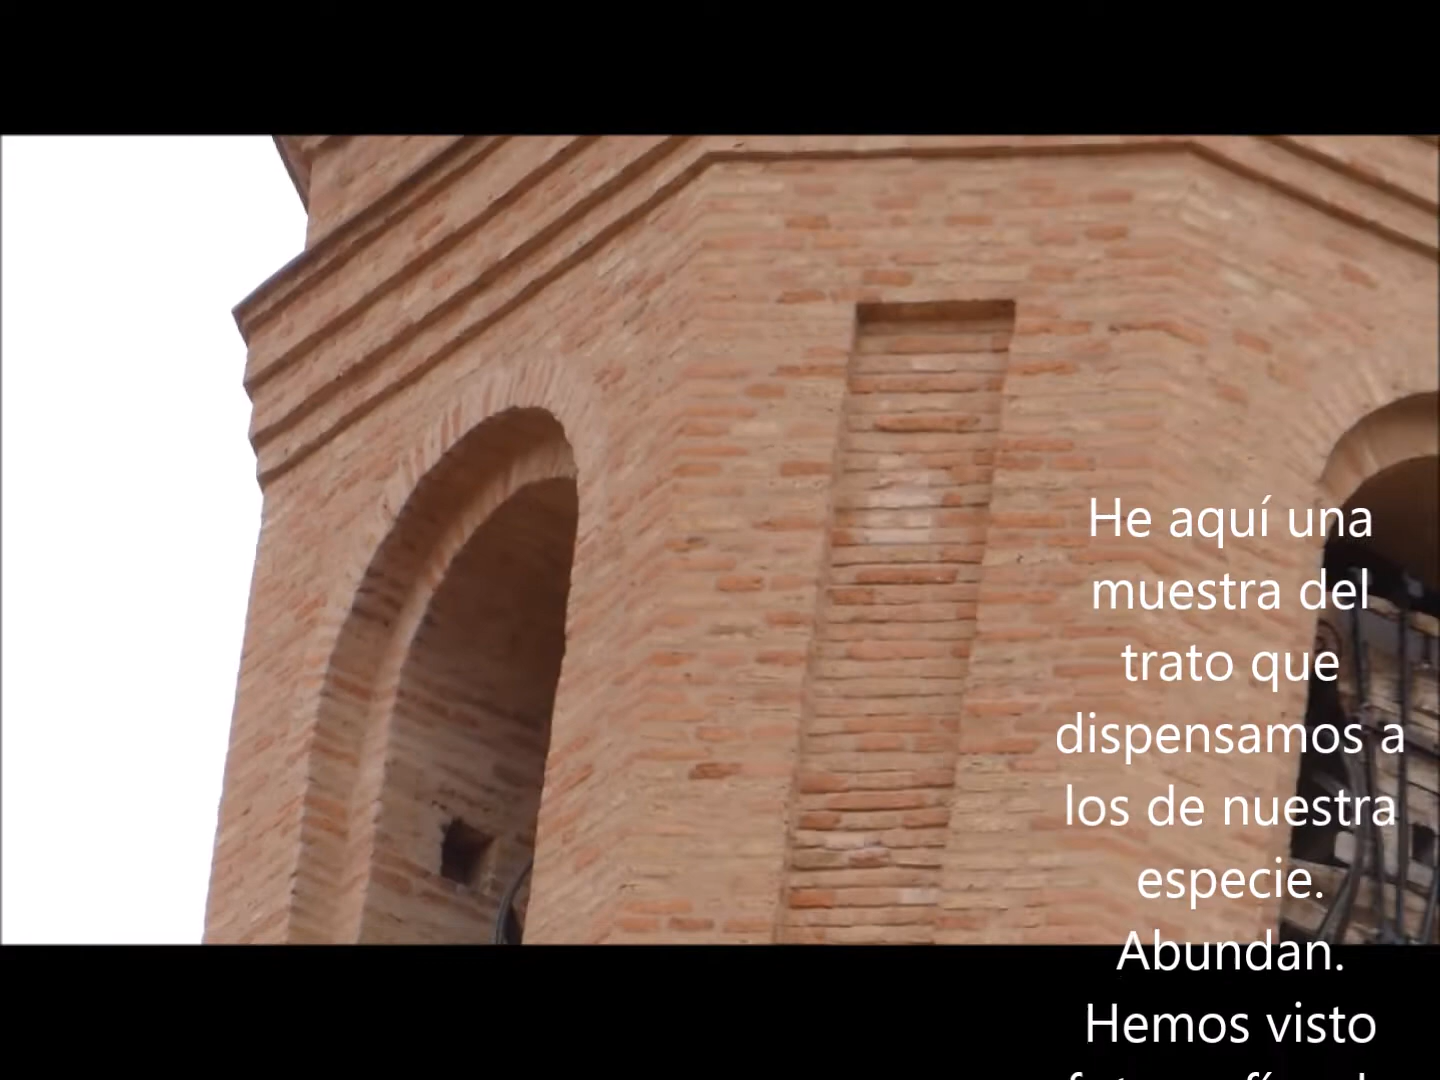 He aquí una
muestra del
trato que
dispensamos a
los de nuestra
especie.
Abundan.
Hemos visto